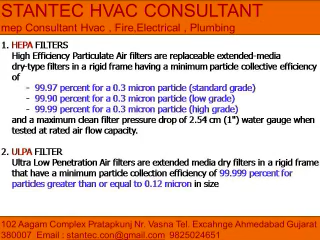 STANTEC HVAC CONSULTANT
mep Consultant Hvac , Fire,Electrical , Plumbing
1. HEPA FILTERS
High Efficiency Particulate Air filters are replaceable extended-media
dry-type filters in a rigid frame having a minimum particle collective efficiency
of
- 99.97 percent for a 0.3 micron particle (standard grade)
- 99.90 percent for a 0.3 micron particle (low grade)
- 99.99 percent for a 0.3 micron particle (high grade)
and a maximum clean filter pressure drop of 2.54 cm (1") water gauge when
tested at rated air flow capacity.
2. ULPA FILTER
Ultra Low Penetration Air filters are extended media dry filters in a rigid frame
that have a minimum particle collection efficiency of 99.999 percent for
particles greater than or equal to 0.12 micron in size
102 Aagam Complex Pratapkunj Nr. Vasna Tel. Excahnge Ahmedabad Gujarat
380007 Email : stantec.con@gmail.com 9825024651